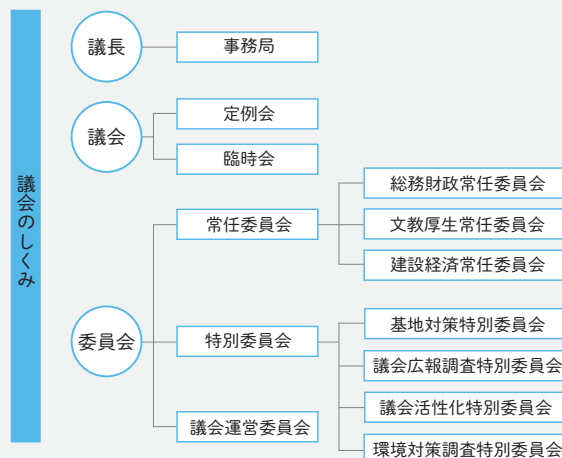 議会のしくみ
議長
事務局
議会
定例会
臨時会
委員会
常任委員会
総務財政常任委員会
文教厚生常任委員会
建設経済常任委員会
特別委員会
基地対策特別委員会
議会広報調査特別委員会
議会活性化特別委員会
環境対策調査特別委員会
議会運営委員会